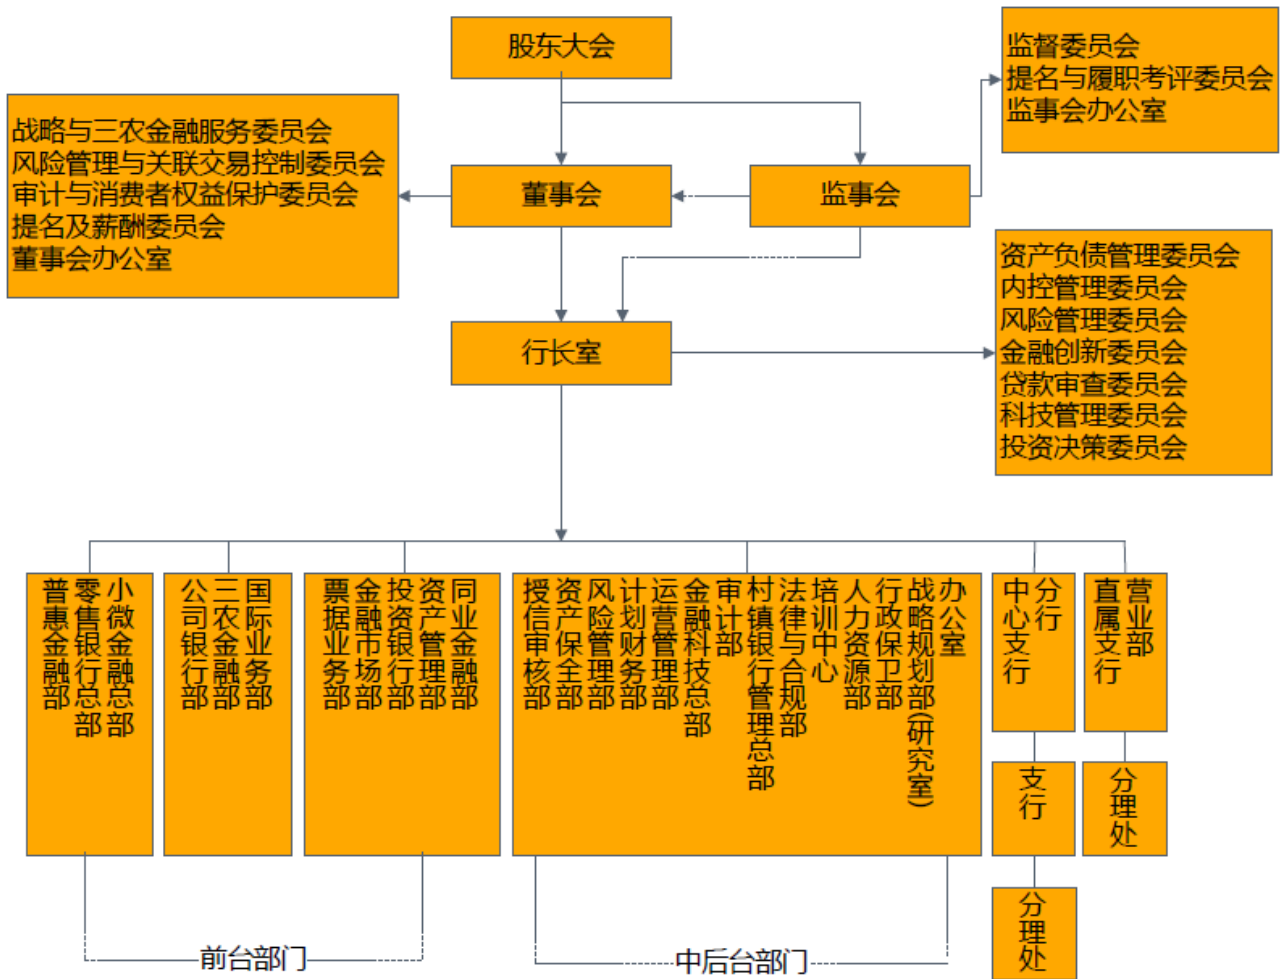 股东大会
监督委员会
提名与履职考评委员会
监事会办公室
战略与三农金融服务委员会
风险管理与关联交易控制委员会
审计与消费者权益保护委员会
提名及薪酬委员会
董事会办公室
董事会
监事会
资产负债管理委员会
内控管理委员会
风险管理委员会
金融创新委员会
贷款审查委员会
科技管理委员会
投资决策委员会
行长室
普惠金融部
零售银行总部
小微金融总部
公司银行部
三农金融部
国际业务部
票据业务部
金融市场部
投资银行部
资产管理部
同业金融部
授信审核部
资产保全部
风险管理部
计划财务部
运营管理部
金融科技总部
审计部
村镇银行管理总部
法律与合规部
培训中心
人力资源部
行政保卫部
战略规划部(研究室)
办公室
中心支行
分行
直属支行
营业部
支行
分理处
分理处
前台部门
中后台部门